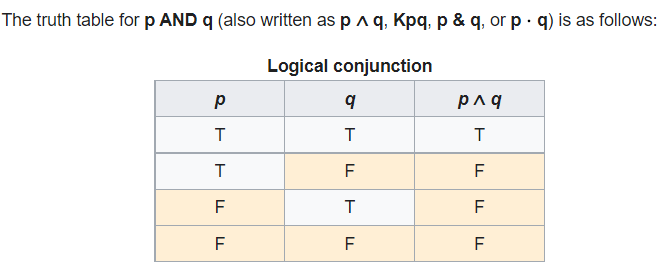 The truth table for p AND q (also written as p ∧ q, Kpq, p & q, or p · q) is as follows:
Logical conjunction
p q p ∧ q
T T T
T F F
F T F
F F F